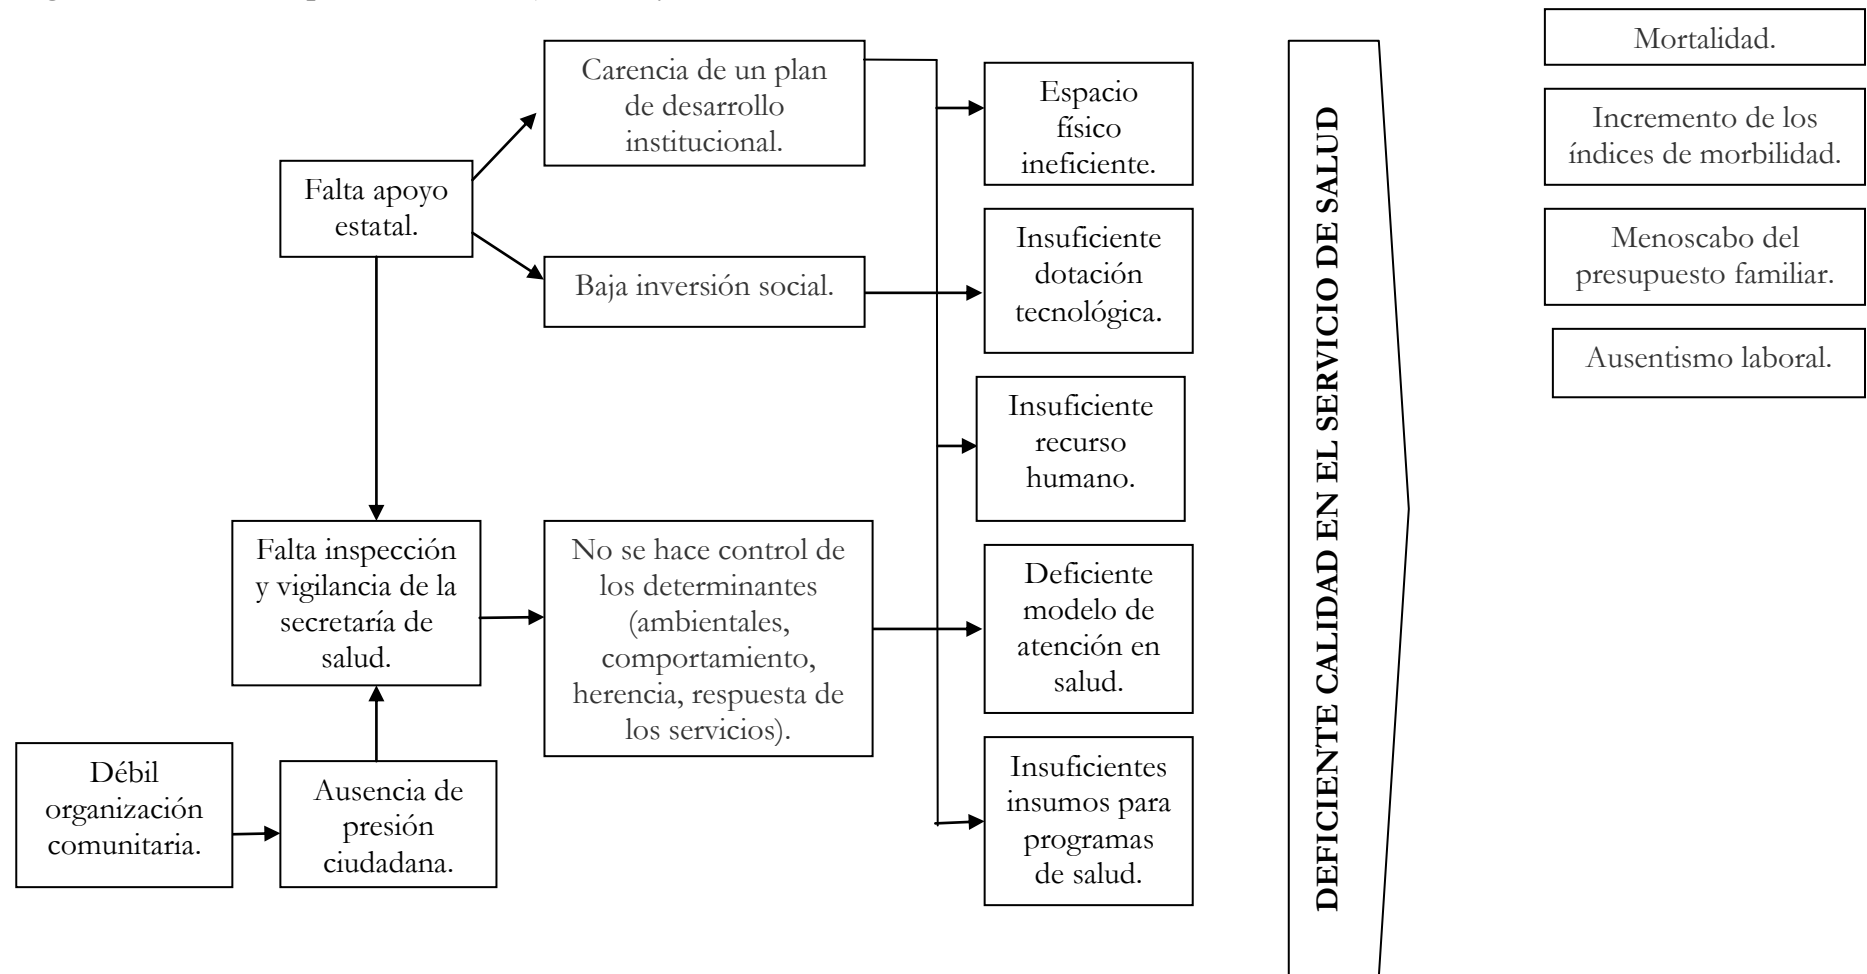 Carencia de un plan
de desarrollo
institucional.
Falta apoyo
estatal.
Baja inversión social.
Falta inspección
y vigilancia de la
secretaría de
salud.
No se hace control de
los determinantes
(ambientales,
comportamiento,
herencia, respuesta de
los servicios).
Débil
organización
comunitaria.
Ausencia de
presión
ciudadana.
Espacio
físico
ineficiente.
Insuficiente
dotación
tecnológica.
Insuficiente
recurso
humano.
Deficiente
modelo de
atención en
salud.
Insuficientes
insumos para
programas
de salud.
DEFICIENTE CALIDAD EN EL SERVICIO DE SALUD
Mortalidad.
Incremento de los
índices de morbilidad.
Menoscabo del
presupuesto familiar.
Ausentismo laboral.